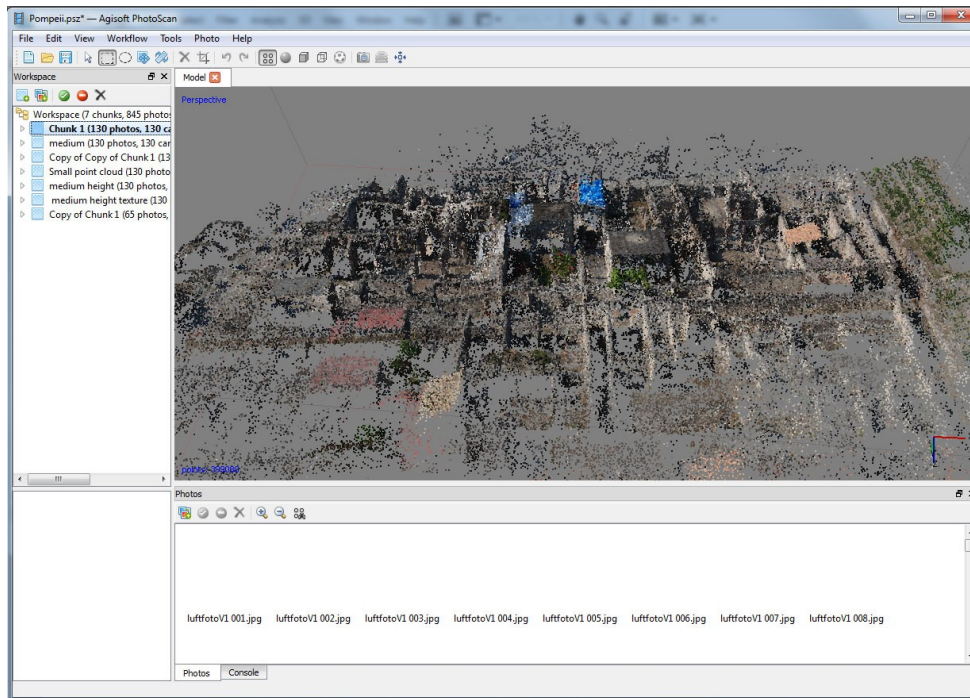 Pompeii.psz* — Agisoft PhotoScan
File Edit View Workflow Tools Photo Help
Workspace
Model
Workspace (7 chunks, 845 photos
Chunk 1 (130 photos, 130 ca
medium (130 photos, 130 car
Copy of Copy of Chunk 1 (13
Small point cloud (130 photo
medium height (130 photos,
medium height texture (130
Copy of Chunk 1 (65 photos,
Perspective
Photos
luftfotoV1 001.jpg luftfotoV1 002.jpg luftfotoV1 003.jpg luftfotoV1 004.jpg luftfotoV1 005.jpg luftfotoV1 006.jpg luftfotoV1 007.jpg luftfotoV1 008.jpg
Photos Console